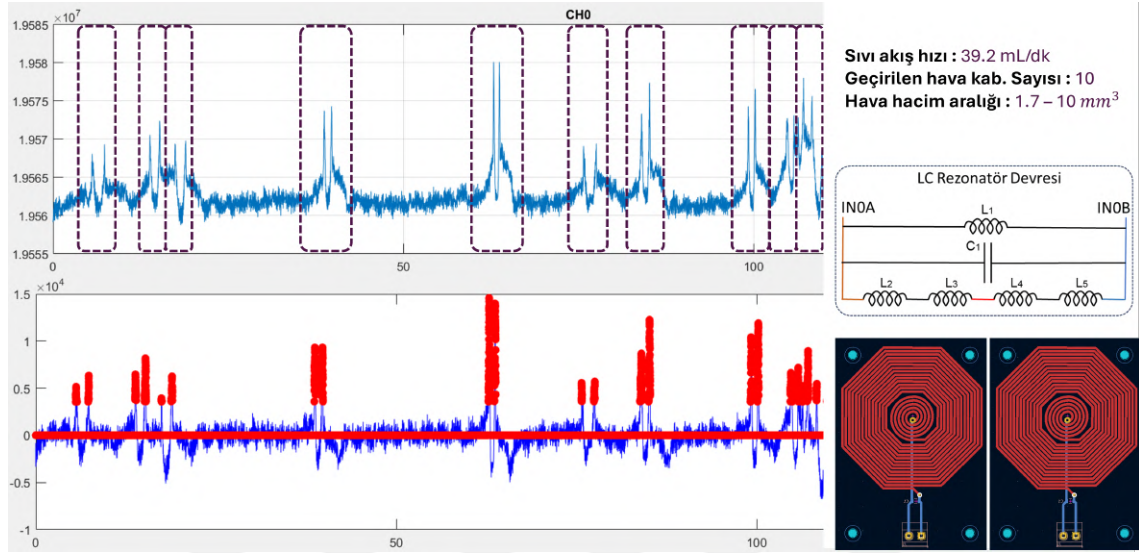 CH0
1.9585
×10⁷
1.958
1.9575
1.957
1.9565
1.956
1.9555
0
50
100
1.5
×10⁴
1
0.5
0
-0.5
-1
0
50
100
Sıvı akış hızı : 39.2 mL/dk
Geçirilen hava kab. Sayısı : 10
Hava hacim aralığı : 1.7 – 10 mm³
LC Rezonatör Devresi
IN0A
IN0B
L1
C1
L2
L3
L4
L5